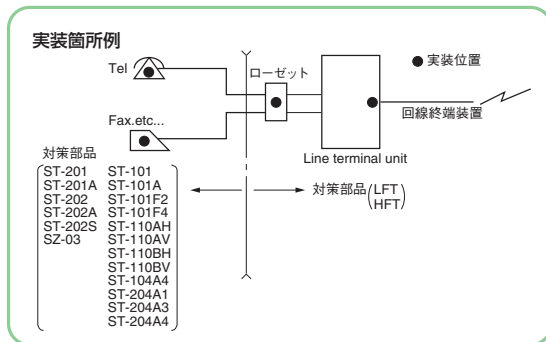 実装箇所例
Tel
ローゼット
●実装位置
回線終端装置
Fax.etc...
Line terminal unit
対策部品
ST-201 ST-101
ST-201A ST-101A
ST-202 ST-101F2
ST-202A ST-101F4
ST-202S ST-110AH
SZ-03 ST-110AV
ST-110BH
ST-110BV
ST-104A4
ST-204A1
ST-204A3
ST-204A4
対策部品(LFT
HFT)